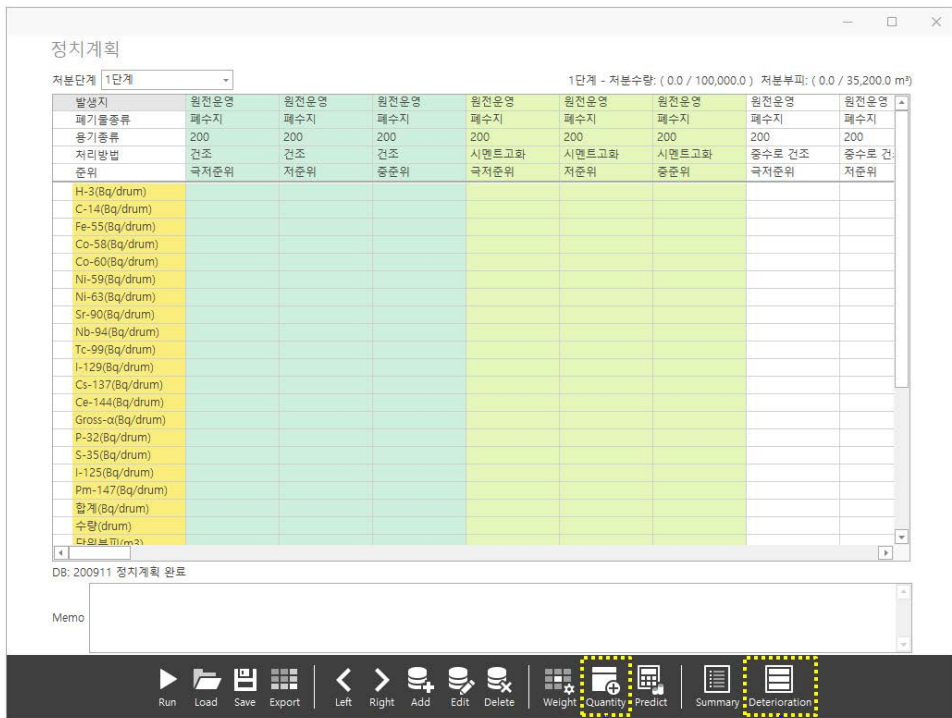 정치계획
처분단계 1단계 1단계 - 처분수량: ( 0.0 / 100,000.0 ) 처분부피: ( 0.0 / 35,200.0 m³)
발생지 원전운영 원전운영 원전운영 원전운영 원전운영 원전운영 원전운영 원전운영
폐기물종류 폐수지 폐수지 폐수지 폐수지 폐수지 폐수지 폐수지 폐수지
용기종류 200 200 200 200 200 200 200 200
처리방법 건조 건조 건조 시멘트고화 시멘트고화 시멘트고화 중수로 건조 중수로 건
준위 극저준위 저준위 중준위 극저준위 저준위 중준위 극저준위 저준위
H-3(Bq/drum)
C-14(Bq/drum)
Fe-55(Bq/drum)
Co-58(Bq/drum)
Co-60(Bq/drum)
Ni-59(Bq/drum)
Ni-63(Bq/drum)
Sr-90(Bq/drum)
Nb-94(Bq/drum)
Tc-99(Bq/drum)
I-129(Bq/drum)
Cs-137(Bq/drum)
Ce-144(Bq/drum)
Gross-α(Bq/drum)
P-32(Bq/drum)
S-35(Bq/drum)
I-125(Bq/drum)
Pm-147(Bq/drum)
합계(Bq/drum)
수량(drum)
단위부피(m3)
DB: 200911 정치계획 완료
Memo
Run Load Save Export Left Right Add Edit Delete Weight Quantity Predict Summary Deterioration